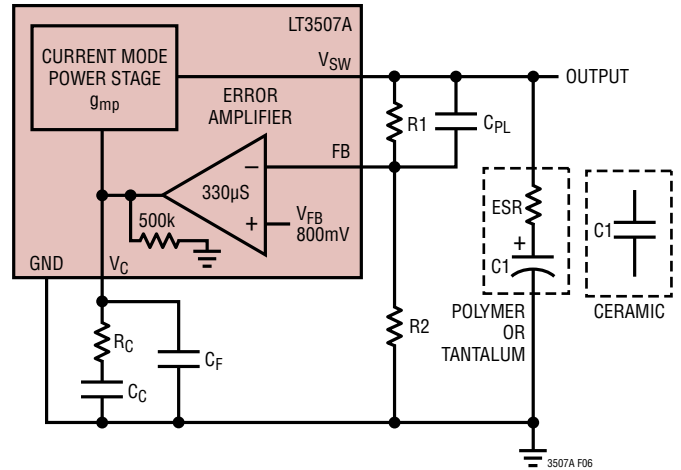 LT3507A
CURRENT MODE
POWER STAGE
gmp
VSW
OUTPUT
ERROR
AMPLIFIER
R1
CPL
FB
−
330µS
+
VFB
800mV
500k
ESR
+
C1
C1
GND
VC
POLYMER
OR
TANTALUM
CERAMIC
RC
CF
R2
CC
3507A F06